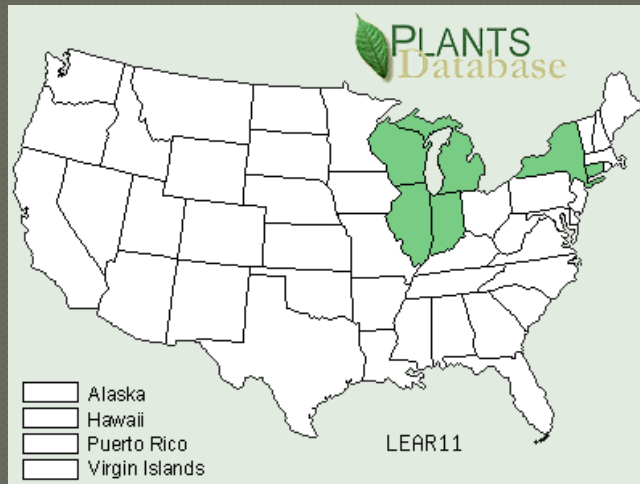 PLANTS
Database
Alaska
Hawaii
Puerto Rico
Virgin Islands
LEAR11